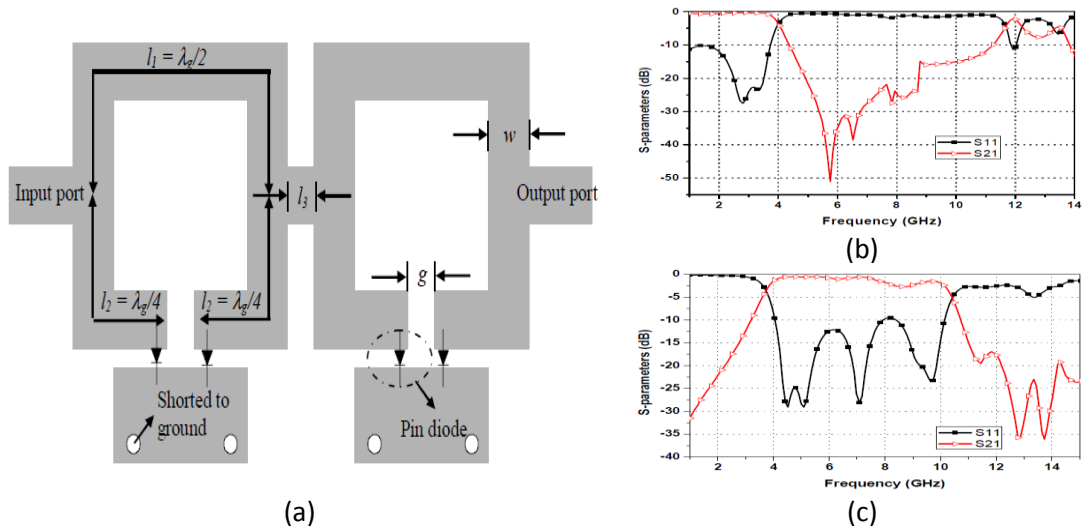 l1 = λg/2
Input port
l3
w
Output port
g
l2 = λg/4
l2 = λg/4
Shorted to
ground
Pin diode
(a)
S-parameters (dB)
0
-10
-20
-30
-40
-50
S11
S21
2 4 6 8 10 12 14
Frequency (GHz)
(b)
S-parameters (dB)
0
-5
-10
-15
-20
-25
-30
-35
-40
S11
S21
2 4 6 8 10 12 14
Frequency (GHz)
(c)